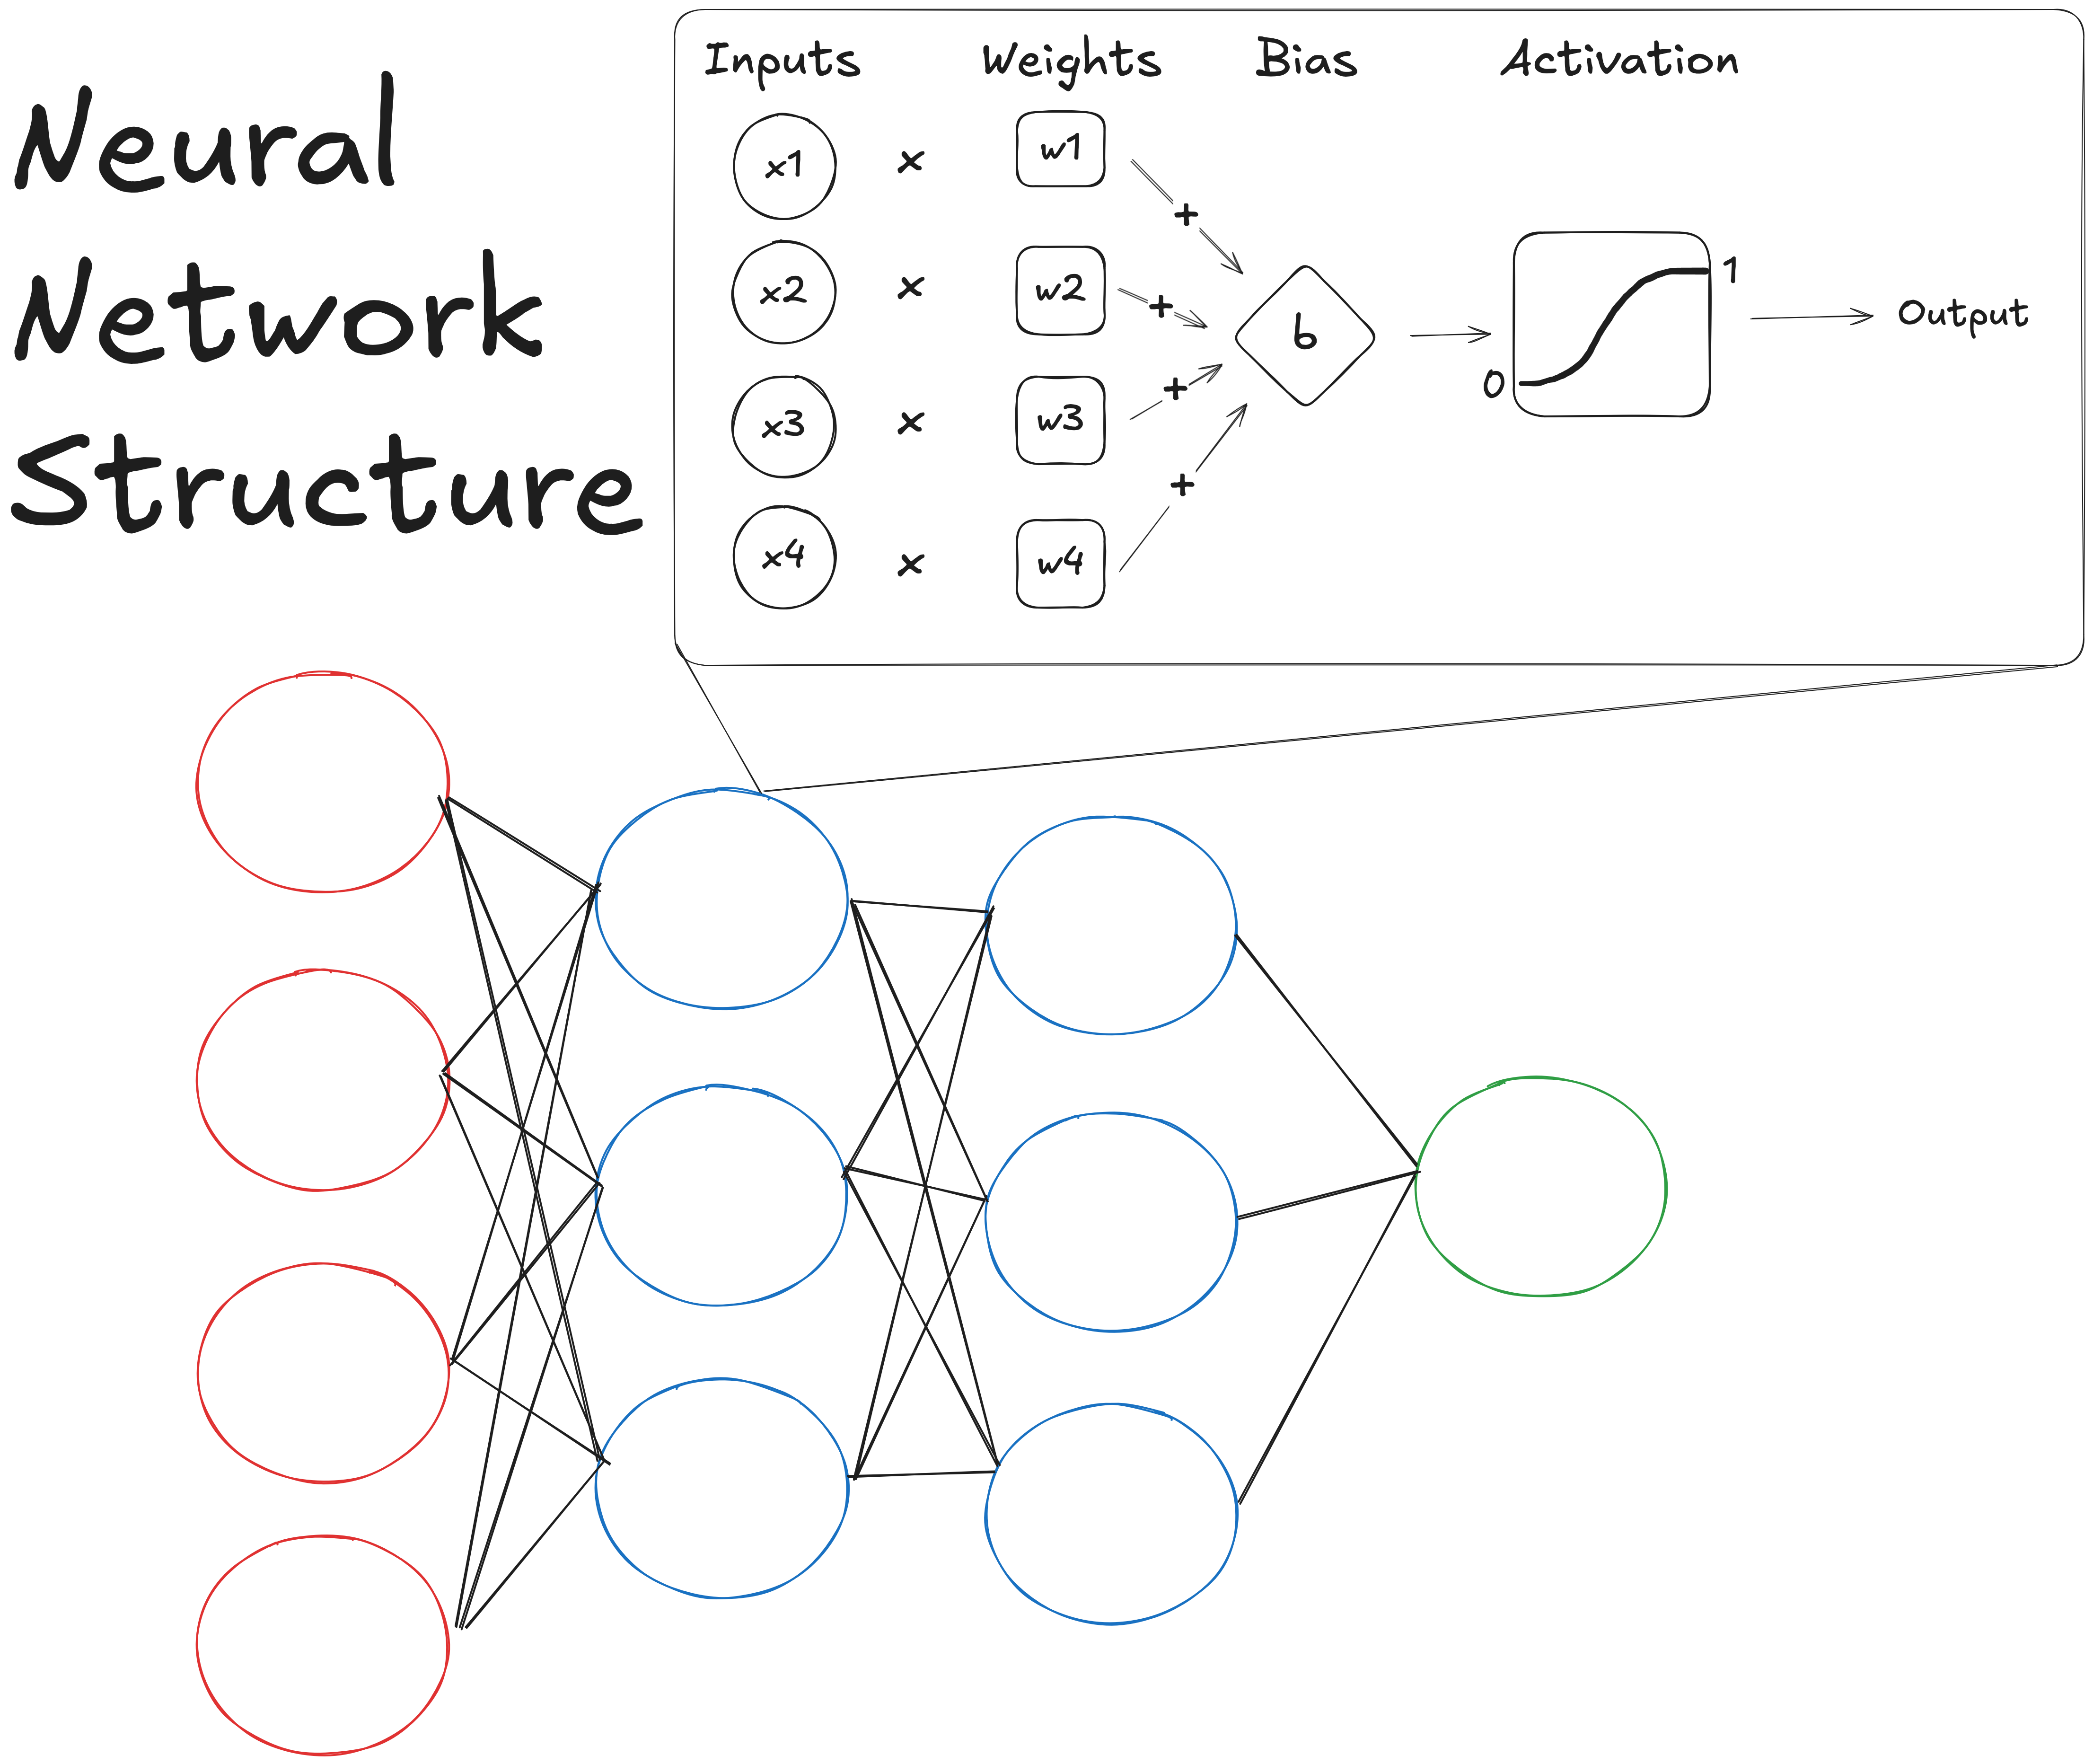 Neural
Network
Structure
Inputs Weights Bias Activation
x1 x w1
+
x2 x w2
+
b
1
0
Output
x3 x w3
+
x4 x w4
+